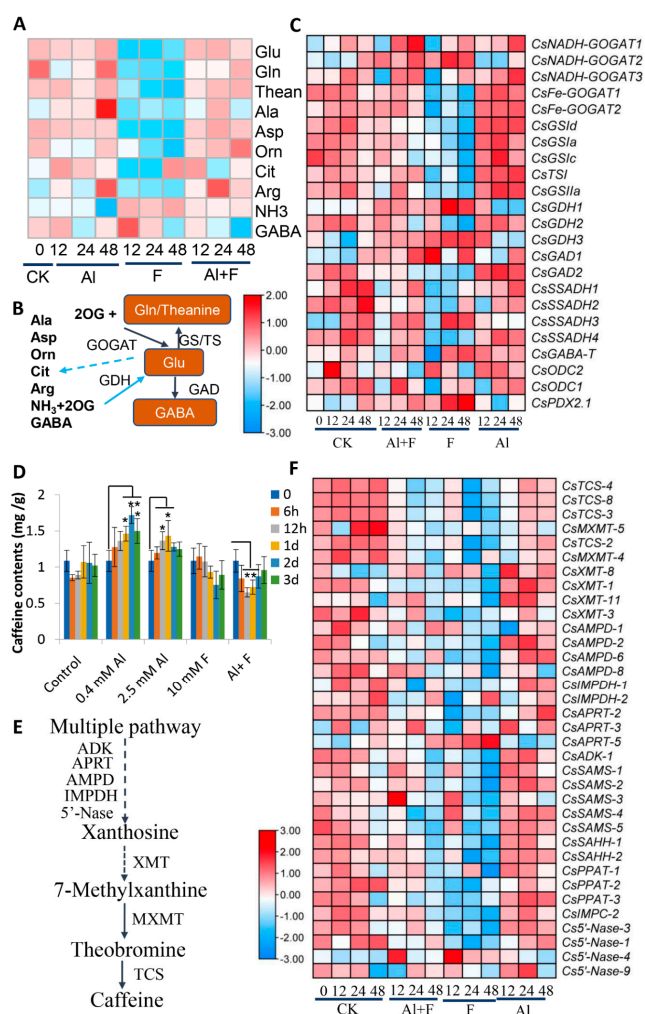 A
Glu
Gln
Thean
Ala
Asp
Orn
Cit
Arg
NH3
GABA
0 12 24 48 12 24 48 12 24 48
CK Al F Al+F
B
Ala
Asp
Orn
Cit
Arg
NH3+2OG
GABA
2OG +
Gln/Theanine
GOGAT
GS/TS
Glu
GDH
GAD
GABA
2.00
1.00
0.00
-1.00
-2.00
-3.00
C
CsNADH-GOGAT1
CsNADH-GOGAT2
CsNADH-GOGAT3
CsFe-GOGAT1
CsFe-GOGAT2
CsGSId
CsGSIa
CsGSIc
CsTSI
CsGSIIa
CsGDH1
CsGDH2
CsGDH3
CsGAD1
CsGAD2
CsSSADH1
CsSSADH2
CsSSADH3
CsSSADH4
CsGABA-T
CsODC2
CsODC1
CsPDX2.1
0 12 24 48 12 24 48 12 24 48 12 24 48
CK Al+F F Al
D
Caffeine contents (mg /g)
2
1.5
1
0.5
0
* ** *
* *
**
0
6h
12h
1d
2d
3d
Control
0.4 mM Al
2.5 mM Al
10 mM F
Al+ F
E
Multiple pathway
ADK
APRT
AMPD
IMPDH
5'-Nase
Xanthosine
XMT
7-Methylxanthine
MXMT
Theobromine
TCS
Caffeine
3.00
2.00
1.00
0.00
-1.00
-2.00
-3.00
F
CsTCS-4
CsTCS-8
CsTCS-3
CsMXMT-5
CsTCS-2
CsMXMT-4
CsXMT-8
CsXMT-1
CsXMT-11
CsXMT-3
CsAMPD-1
CsAMPD-2
CsAMPD-6
CsAMPD-8
CsIMPDH-1
CsIMPDH-2
CsAPRT-2
CsAPRT-3
CsAPRT-5
CsADK-1
CsSAMS-1
CsSAMS-2
CsSAMS-3
CsSAMS-4
CsSAMS-5
CsSAHH-1
CsSAHH-2
CsPPAT-1
CsPPAT-2
CsPPAT-3
CsIMPC-2
Cs5'-Nase-3
Cs5'-Nase-1
Cs5'-Nase-4
Cs5'-Nase-9
0 12 24 48 12 24 48 12 24 48 12 24 48
CK Al+F F Al